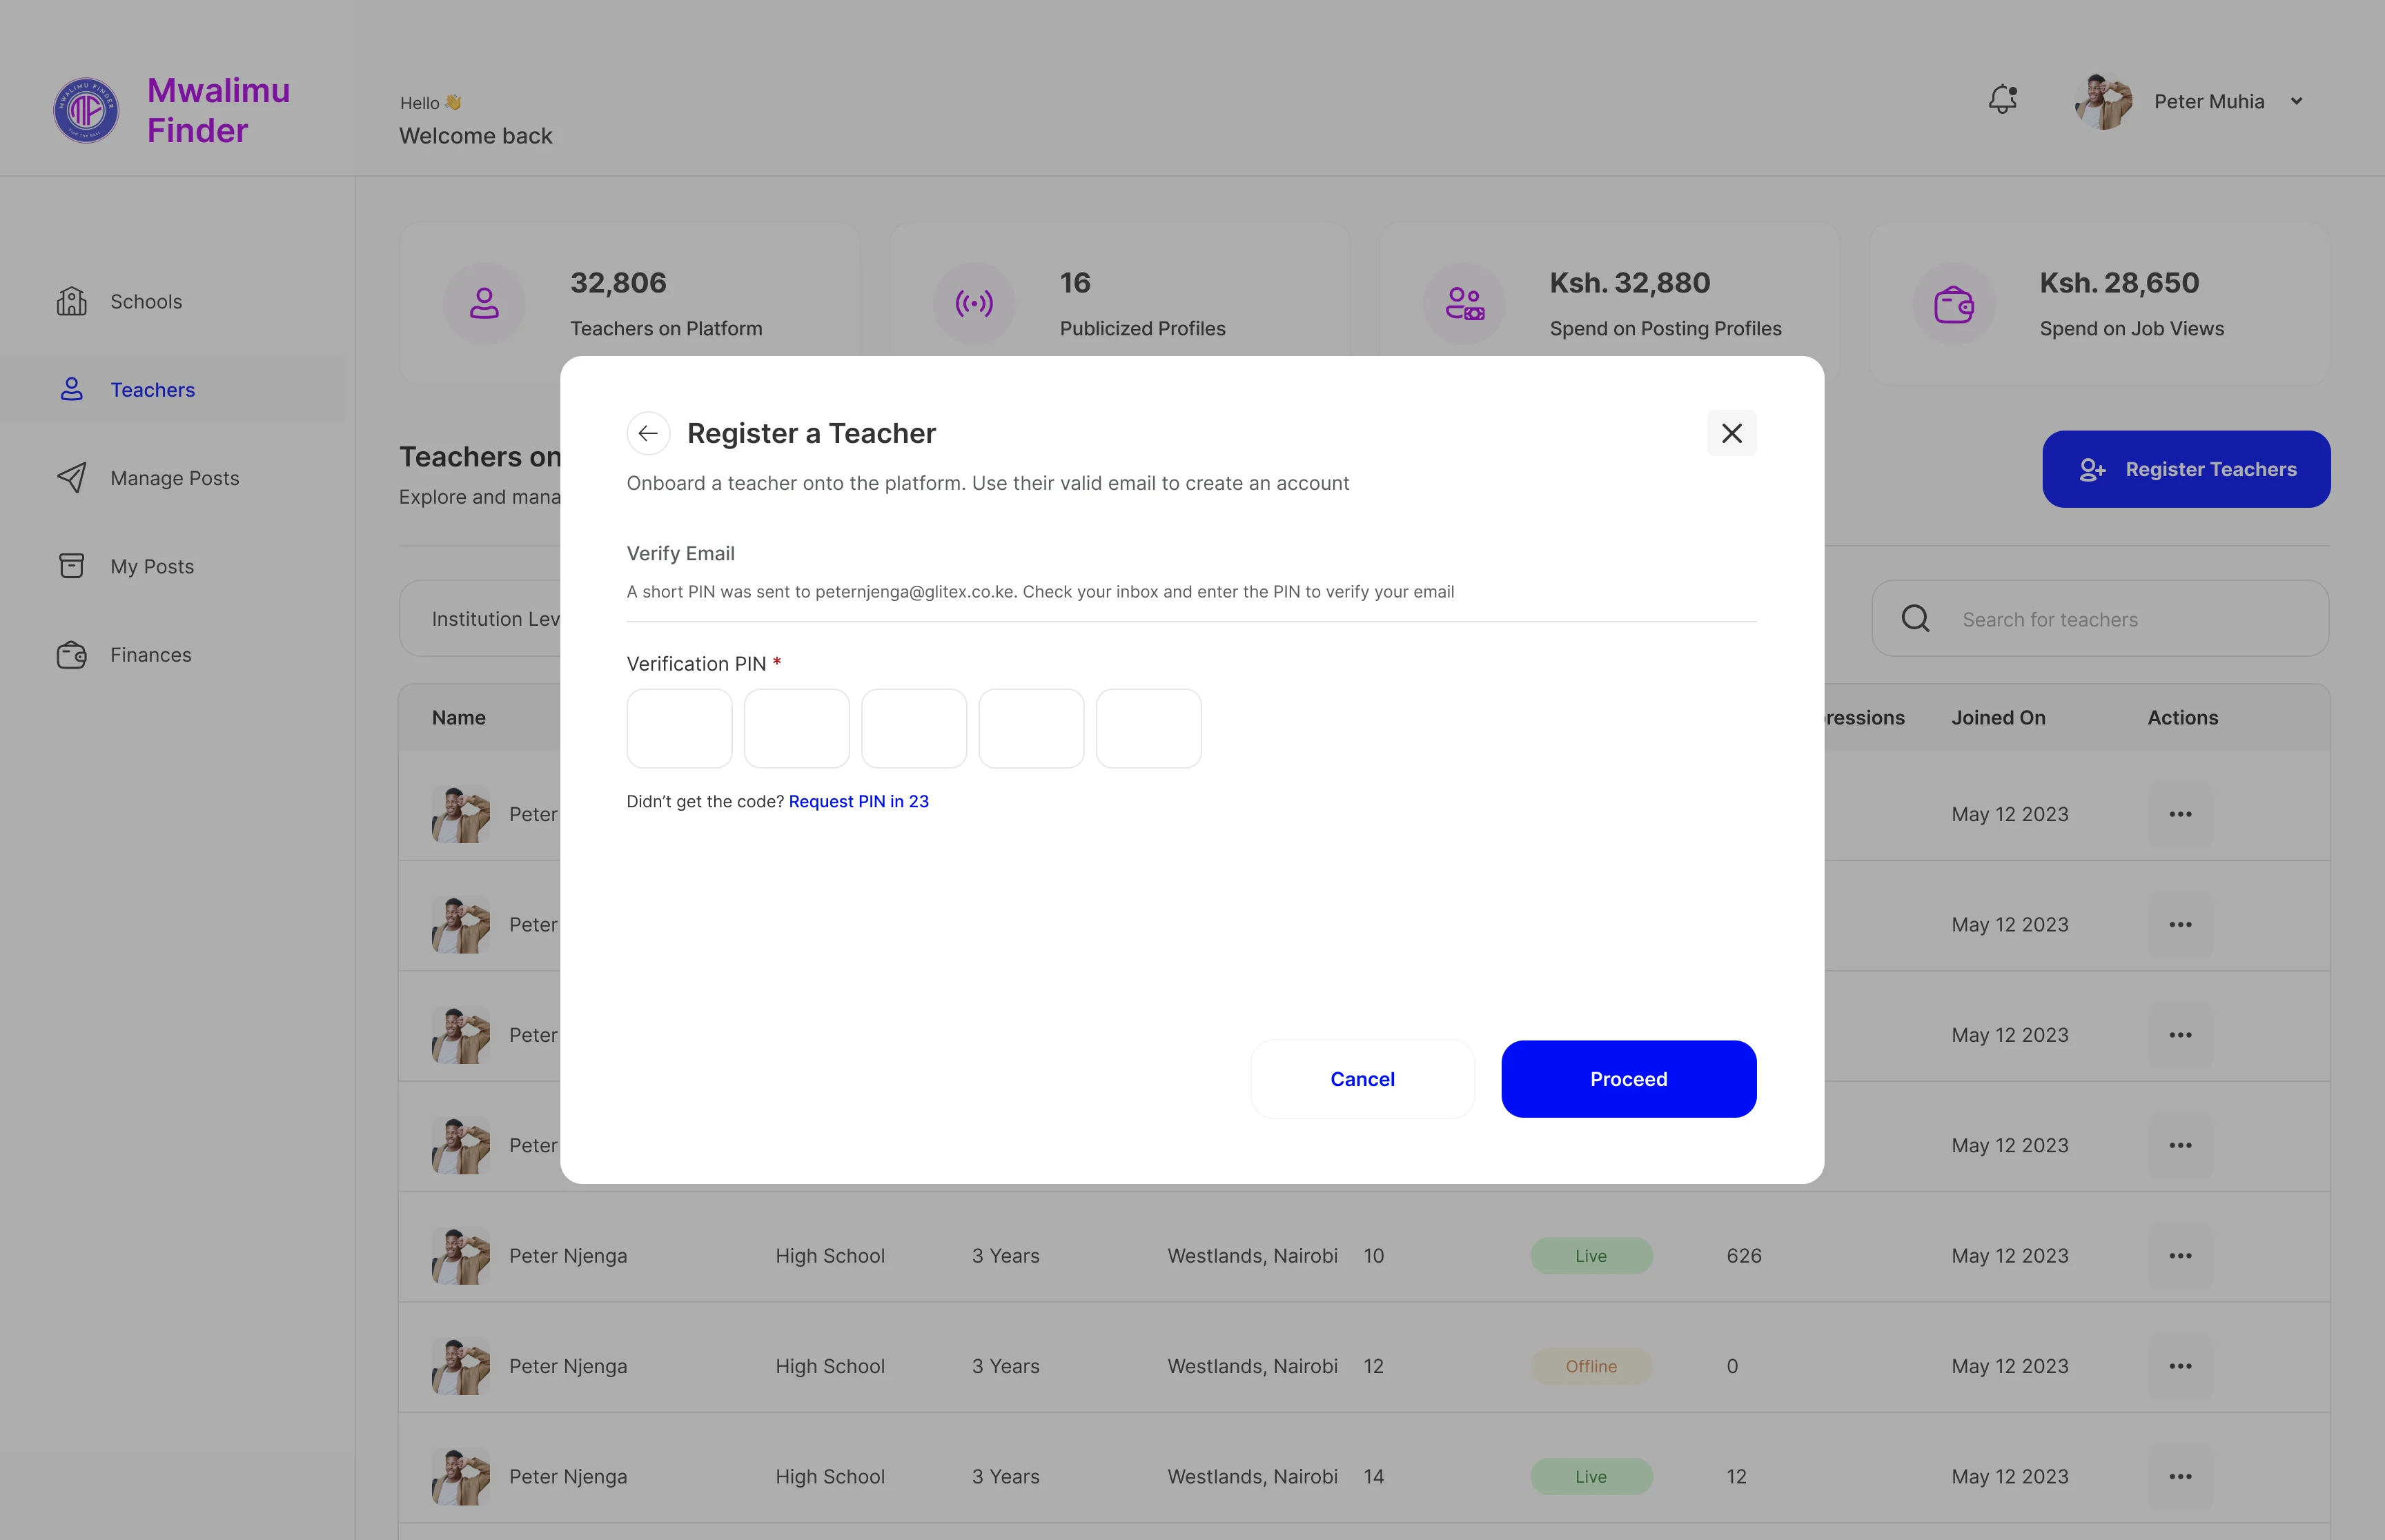 Mwalimu
Finder
Hello 👋
Welcome back
Peter Muhia
Schools
Teachers
Manage Posts
My Posts
Finances
32,806
Teachers on Platform
16
Publicized Profiles
Ksh. 32,880
Spend on Posting Profiles
Ksh. 28,650
Spend on Job Views
Teachers on
Explore and mana
Register Teachers
Institution Lev
Search for teachers
Register a Teacher
Onboard a teacher onto the platform. Use their valid email to create an account
Verify Email
A short PIN was sent to peternjenga@glitex.co.ke. Check your inbox and enter the PIN to verify your email
Verification PIN *
Didn’t get the code? Request PIN in 23
Cancel
Proceed
Name pressions Joined On Actions
Peter May 12 2023
Peter May 12 2023
Peter May 12 2023
Peter May 12 2023
Peter Njenga High School 3 Years Westlands, Nairobi 10 Live 626 May 12 2023
Peter Njenga High School 3 Years Westlands, Nairobi 12 Offline 0 May 12 2023
Peter Njenga High School 3 Years Westlands, Nairobi 14 Live 12 May 12 2023